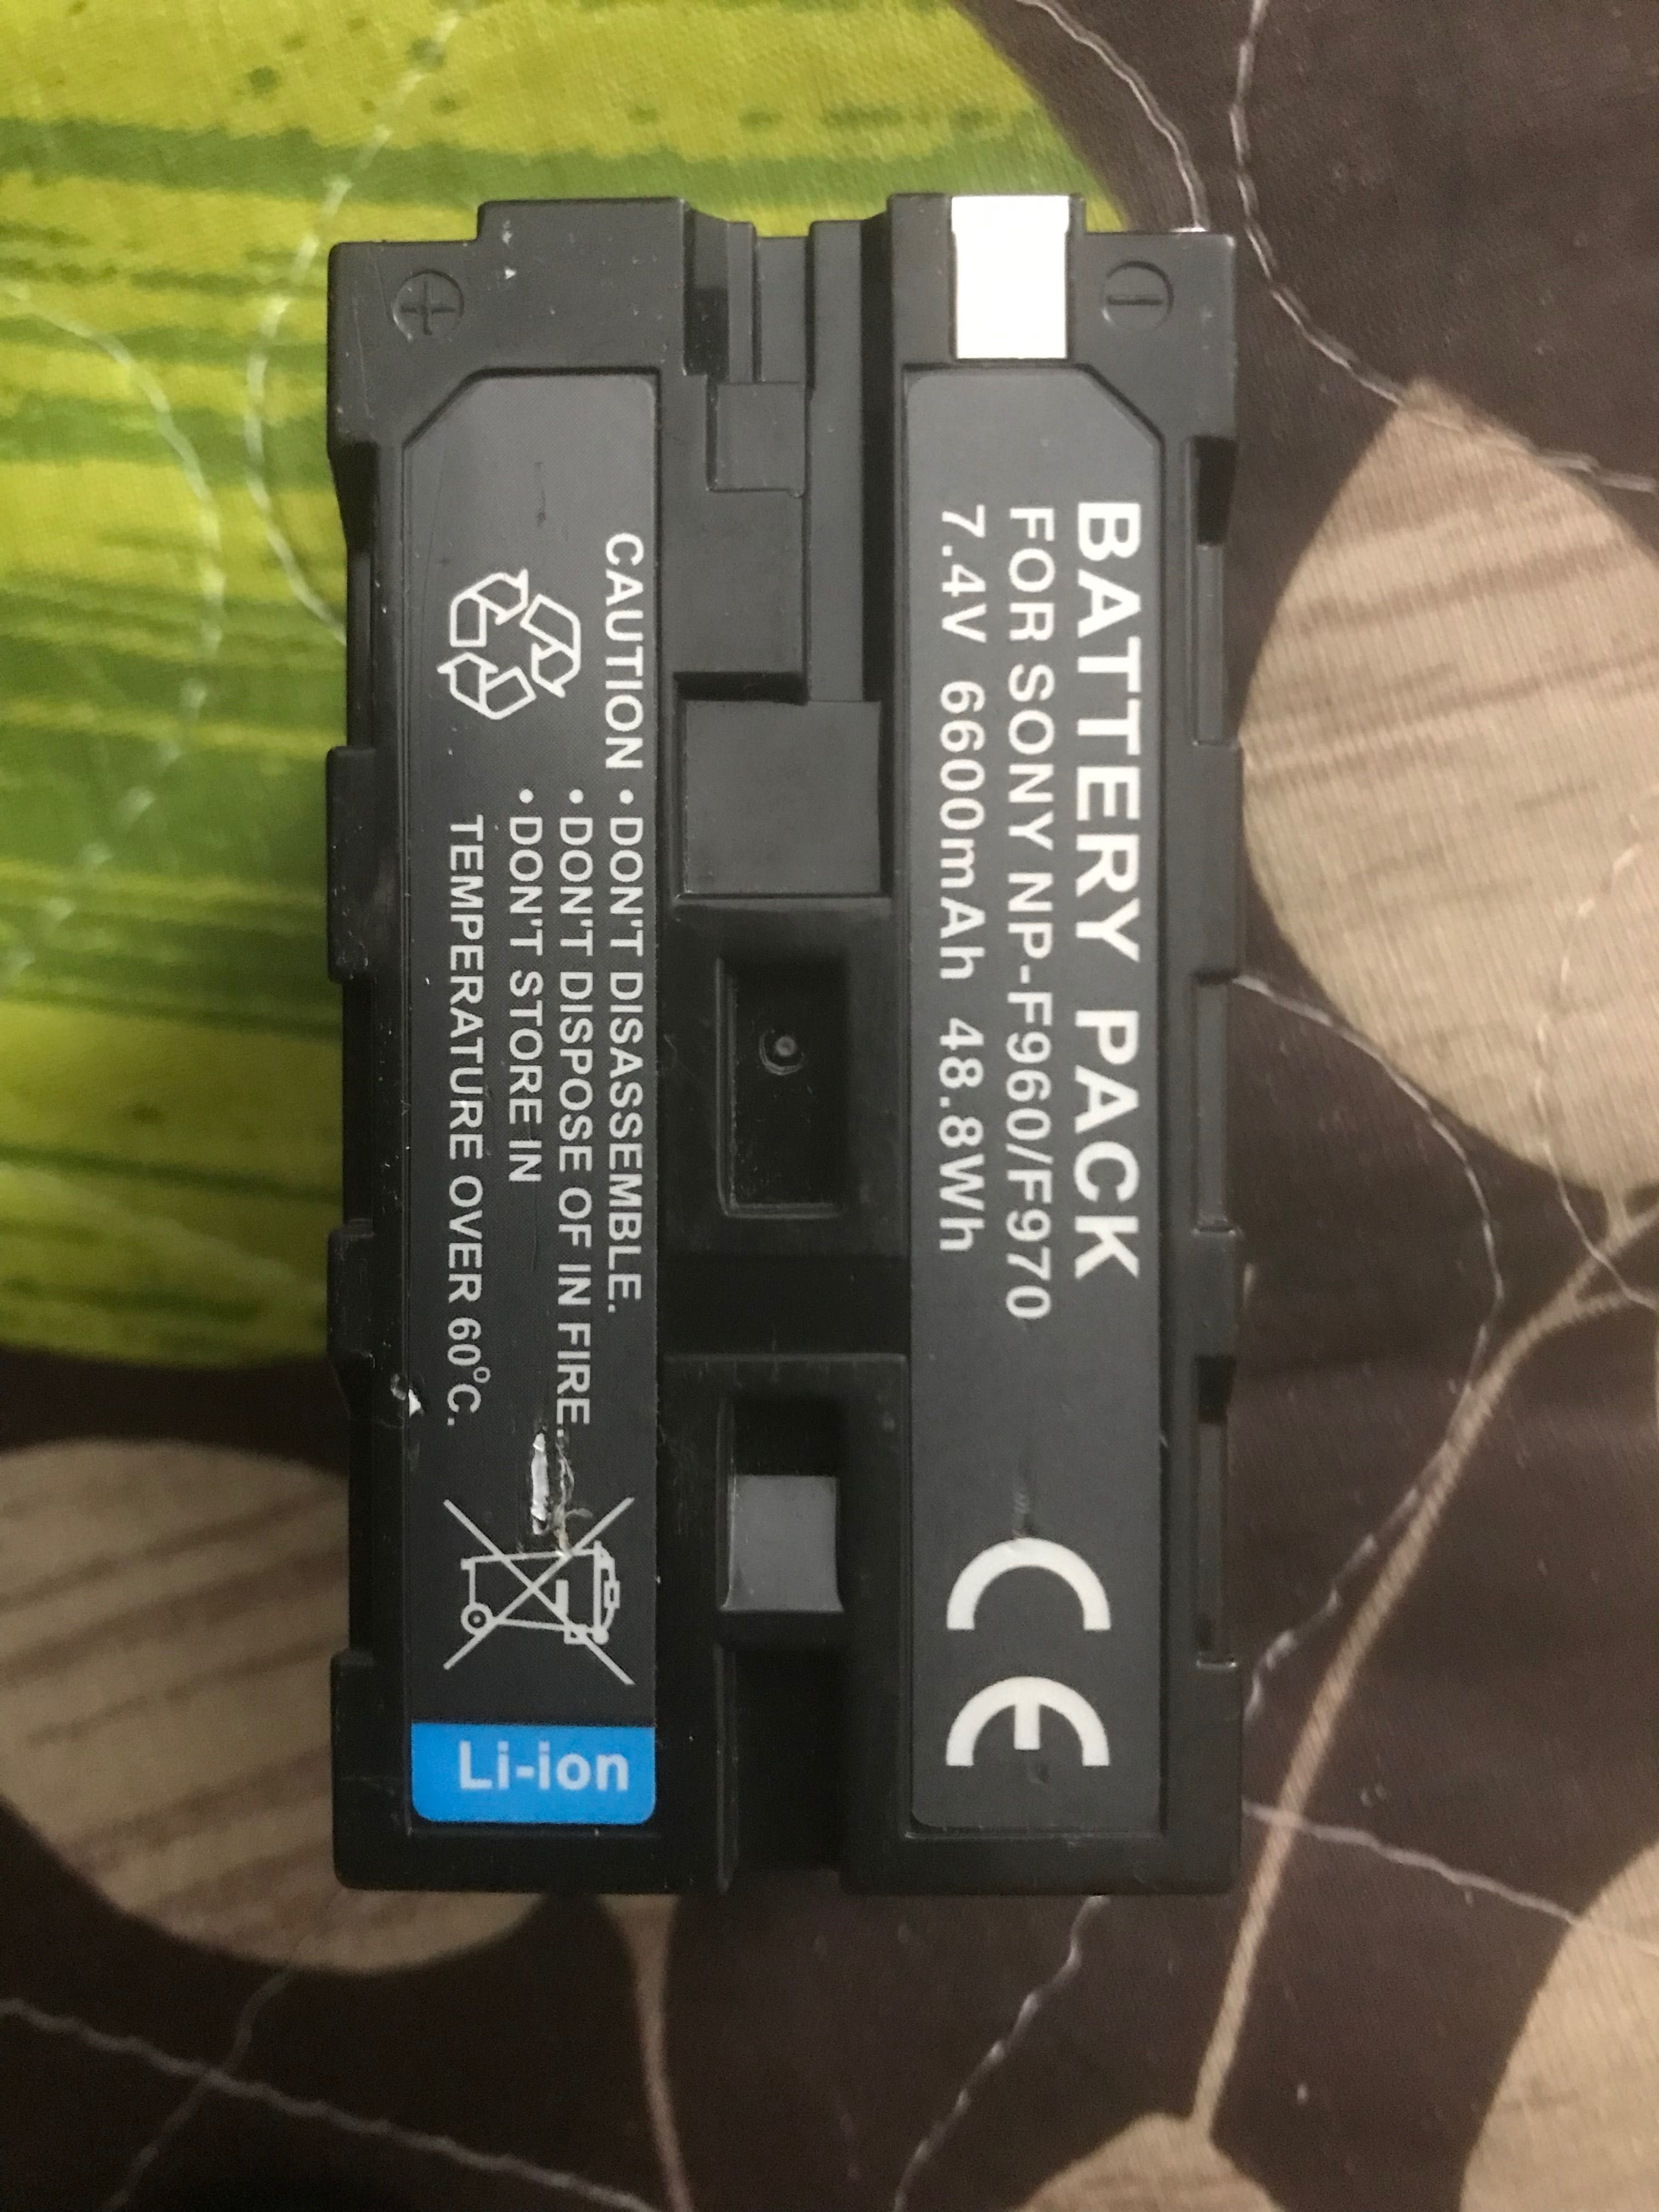 BATTERY PACK
FOR SONY NP-F960/F970
7.4V 6600mAh 48.8Wh
CE
CAUTION • DON'T DISASSEMBLE.
• DON'T DISPOSE OF IN FIRE.
• DON'T STORE IN
TEMPERATURE OVER 60°C.
Li-ion